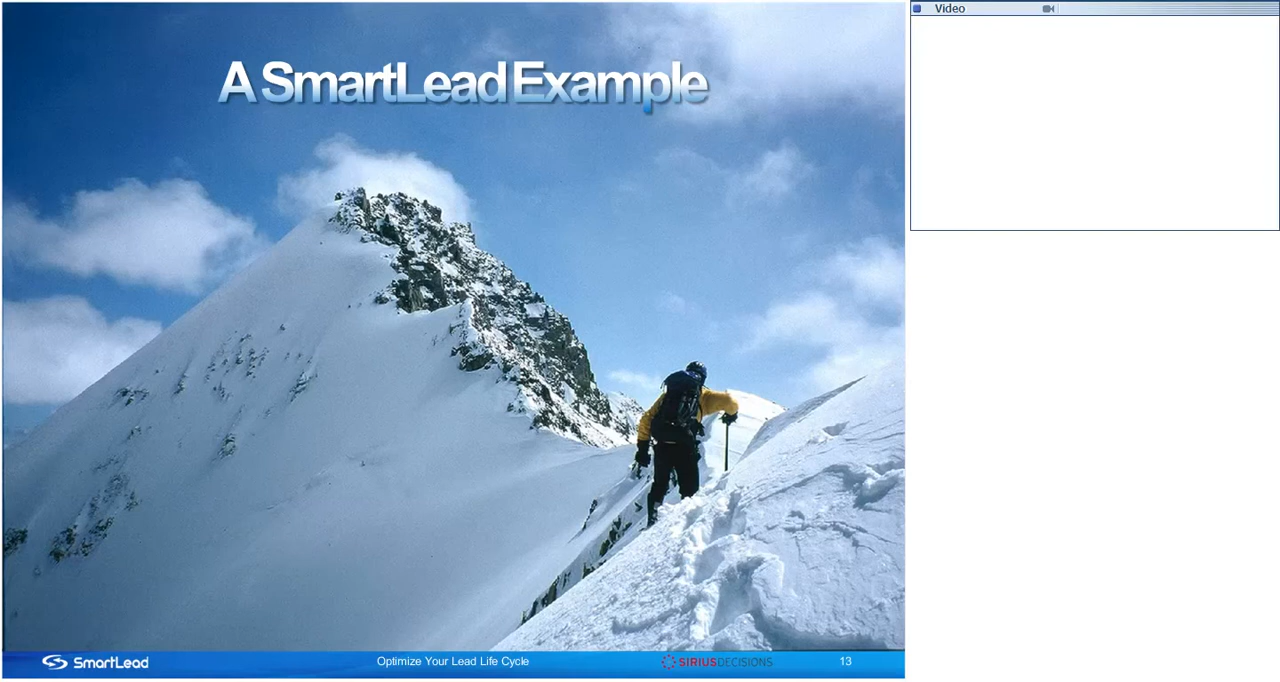 A SmartLead Example
Video
SmartLead
Optimize Your Lead Life Cycle
SIRIUSDECISIONS
13